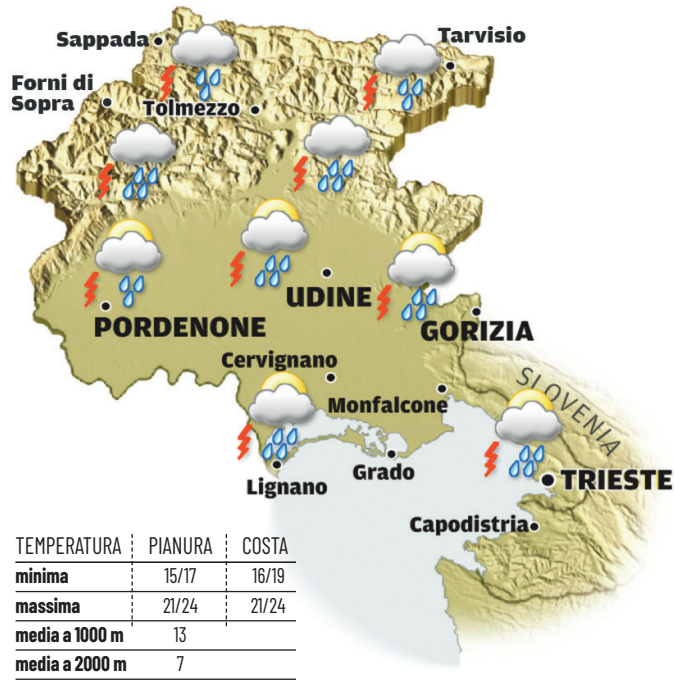 Sappada
Tarvisio
Forni di
Sopra
Tolmezzo
UDINE
PORDENONE
GORIZIA
Cervignano
Monfalcone
SLOVENIA
Grado
Lignano
TRIESTE
Capodistria
TEMPERATURA PIANURA COSTA
minima 15/17 16/19
massima 21/24 21/24
media a 1000 m 13
media a 2000 m 7